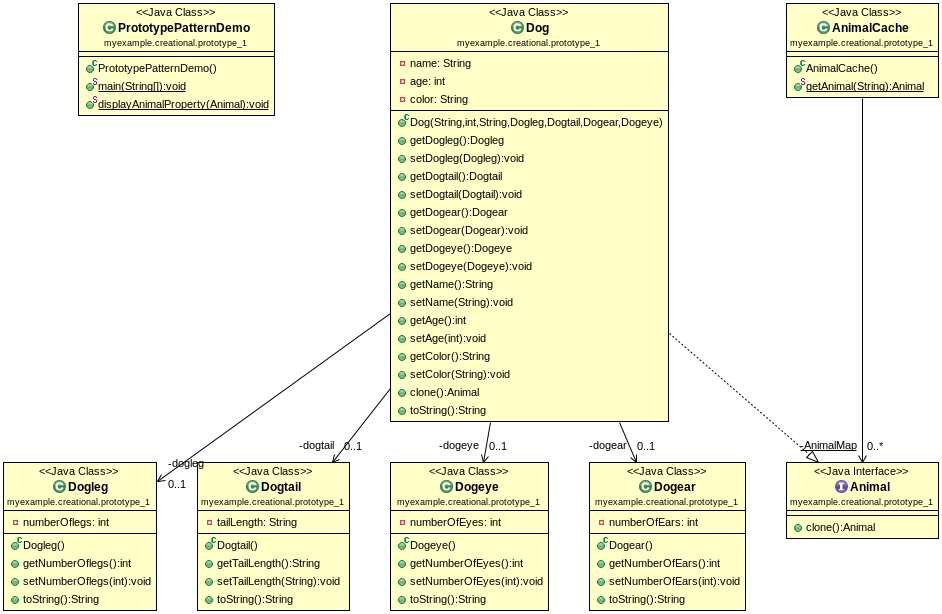 <<Java Class>>
PrototypePatternDemo
myexample.creational.prototype_1
PrototypePatternDemo()
main(String[]):void
displayAnimalProperty(Animal):void
<<Java Class>>
Dog
myexample.creational.prototype_1
name: String
age: int
color: String
Dog(String,int,String,Dogleg,Dogtail,Dogear,Dogeye)
getDogleg():Dogleg
setDogleg(Dogleg):void
getDogtail():Dogtail
setDogtail(Dogtail):void
getDogear():Dogear
setDogear(Dogear):void
getDogeye():Dogeye
setDogeye(Dogeye):void
getName():String
setName(String):void
getAge():int
setAge(int):void
getColor():String
setColor(String):void
clone():Animal
toString():String
<<Java Class>>
AnimalCache
myexample.creational.prototype_1
AnimalCache()
getAnimal(String):Animal
-dogleg
0..1
-dogtail 0..1
-dogeye 0..1
-dogear 0..1
-AnimalMap 0..*
<<Java Class>>
Dogleg
myexample.creational.prototype_1
numberOflegs: int
Dogleg()
getNumberOflegs():int
setNumberOflegs(int):void
toString():String
<<Java Class>>
Dogtail
myexample.creational.prototype_1
tailLength: String
Dogtail()
getTailLength():String
setTailLength(String):void
toString():String
<<Java Class>>
Dogeye
myexample.creational.prototype_1
numberOfEyes: int
Dogeye()
getNumberOfEyes():int
setNumberOfEyes(int):void
toString():String
<<Java Class>>
Dogear
myexample.creational.prototype_1
numberOfEars: int
Dogear()
getNumberOfEars():int
setNumberOfEars(int):void
toString():String
<<Java Interface>>
Animal
myexample.creational.prototype_1
clone():Animal